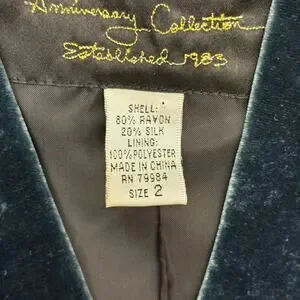 Anniversary Collection
Established 1983
SHELL:
80% RAYON
20% SILK
LINING:
100% POLYESTER
MADE IN CHINA
RN 79984
SIZE 2